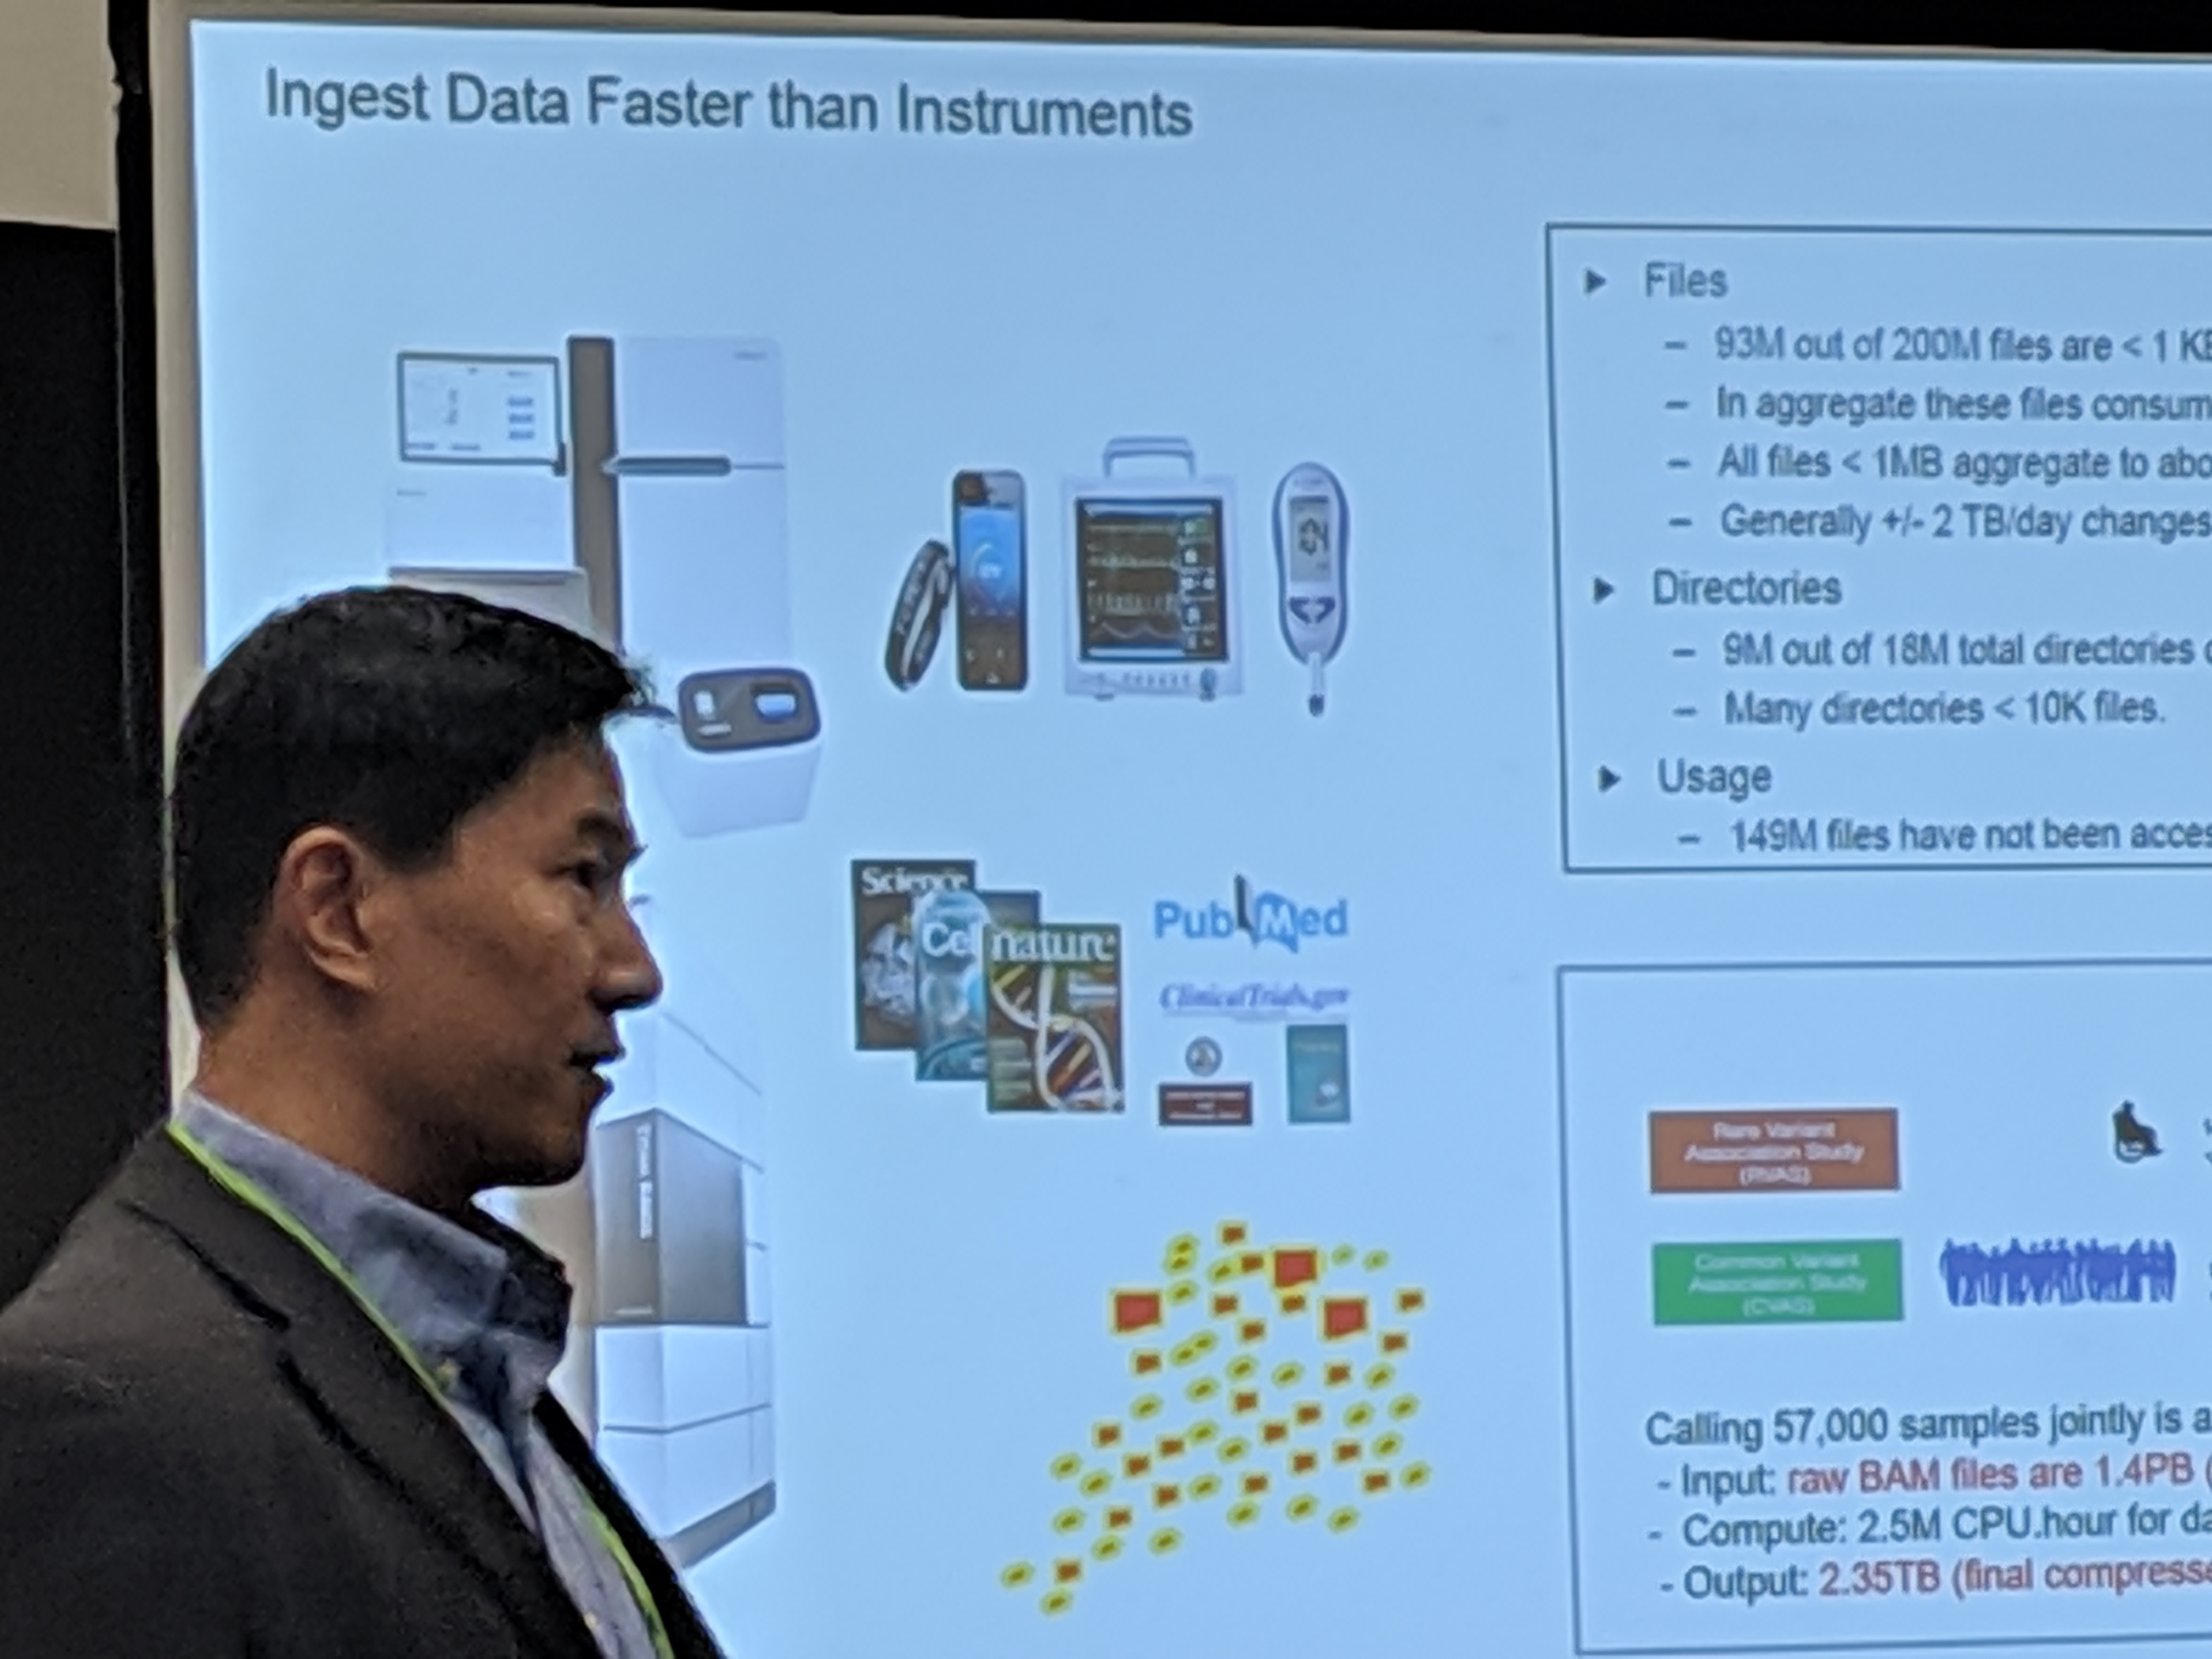 Ingest Data Faster than Instruments
Files
– 93M out of 200M files are < 1 KB
– In aggregate these files consum
– All files < 1MB aggregate to abo
– Generally +/- 2 TB/day changes
Directories
– 9M out of 18M total directories
– Many directories < 10K files.
Usage
– 149M files have not been acces
Science
Cel
nature
PubMed
ClinicalTrials.gov
Rare Variant
Association Study
(RVAS)
Common Variant
Association Study
(CVAS)
Calling 57,000 samples jointly is a
- Input: raw BAM files are 1.4PB (
- Compute: 2.5M CPU.hour for da
- Output: 2.35TB (final compresse